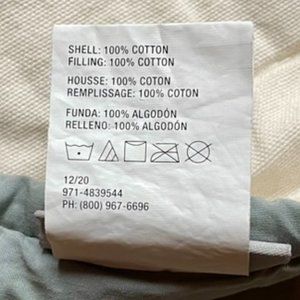 SHELL: 100% COTTON
FILLING: 100% COTTON
HOUSSE: 100% COTON
REMPLISSAGE: 100% COTON
FUNDA: 100% ALGODÓN
RELLENO: 100% ALGODÓN
12/20
971-4839544
PH: (800) 967-6696